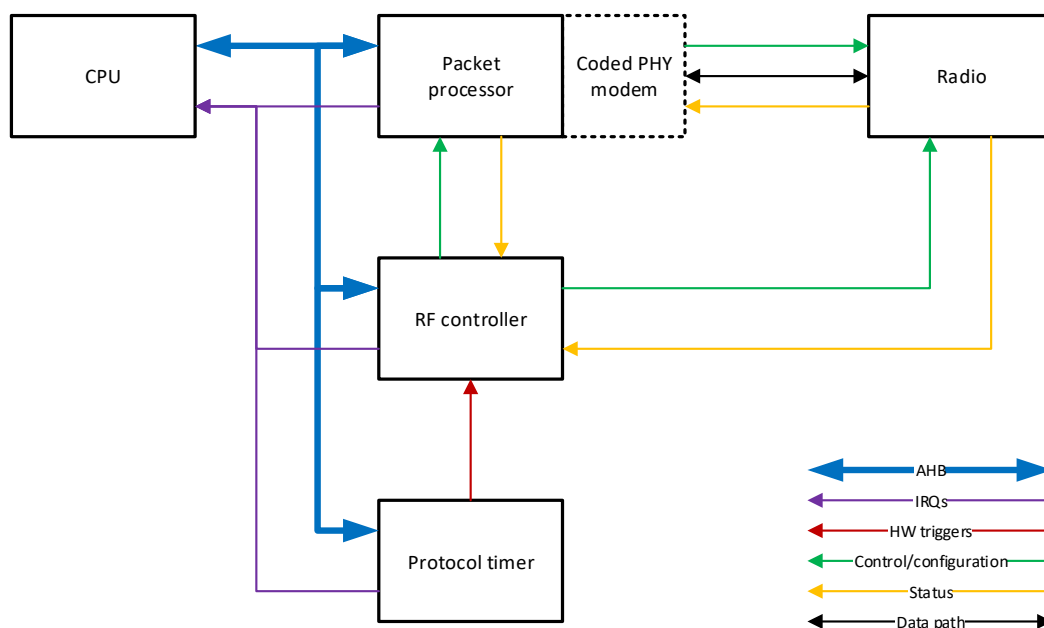 CPU
Packet
processor
Coded PHY
modem
Radio
RF controller
Protocol timer
AHB
IRQs
HW triggers
Control/configuration
Status
Data path